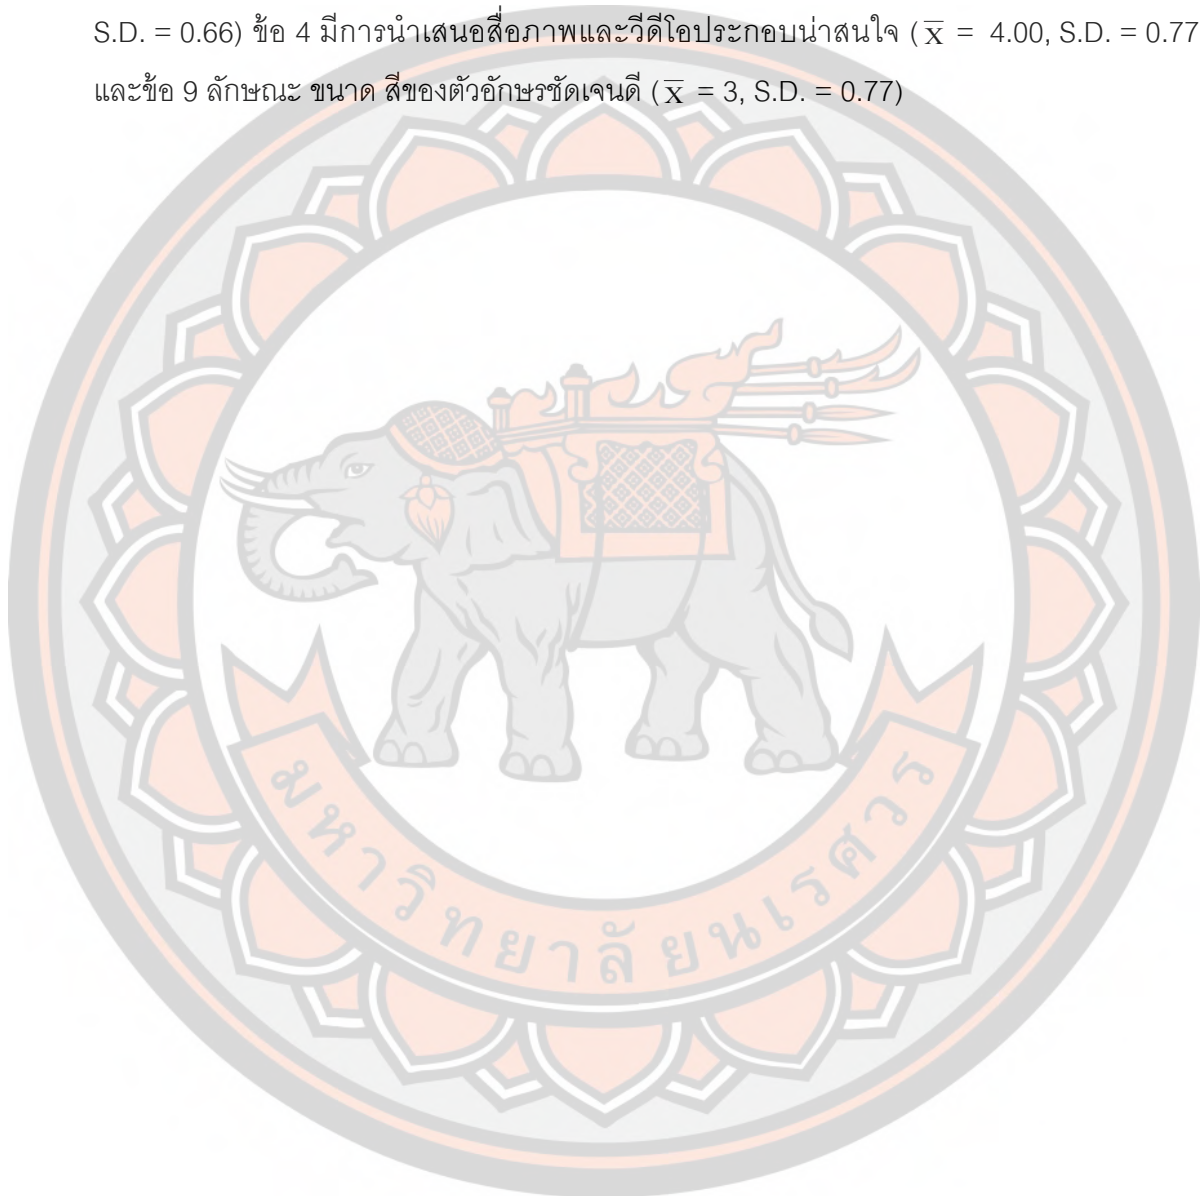 S.D. = 0.66) ข้อ 4 มีการนำเสนอสื่อภาพและวีดีโอประกอบน่าสนใจ ( x̄ = 4.00, S.D. = 0.77
และข้อ 9 ลักษณะ ขนาด สีของตัวอักษรชัดเจนดี ( x̄ = 3, S.D. = 0.77)
มหาวิทยาลัยนเรศวร